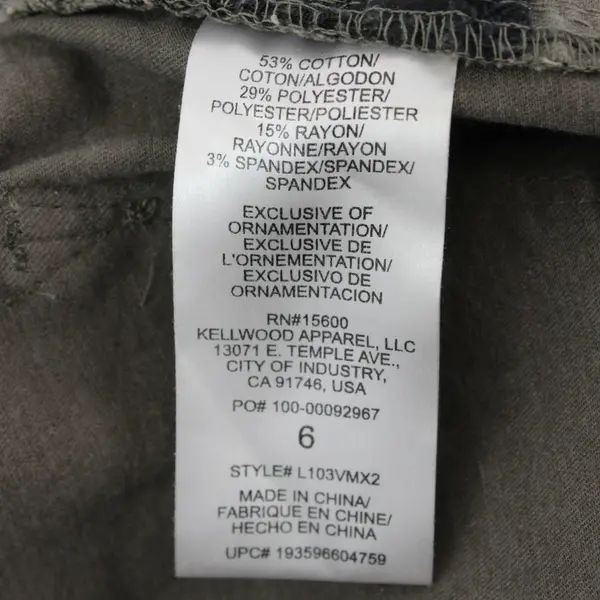 53% COTTON/
COTON/ALGODON
29% POLYESTER/
POLYESTER/POLIESTER
15% RAYON/
RAYONNE/RAYON
3% SPANDEX/SPANDEX/
SPANDEX
EXCLUSIVE OF
ORNAMENTATION/
EXCLUSIVE DE
L'ORNEMENTATION/
EXCLUSIVO DE
ORNAMENTACION
RN#15600
KELLWOOD APPAREL, LLC
13071 E. TEMPLE AVE.,
CITY OF INDUSTRY,
CA 91746, USA
PO# 100-00092967
6
STYLE# L103VMX2
MADE IN CHINA/
FABRIQUE EN CHINE/
HECHO EN CHINA
UPC# 193596604759